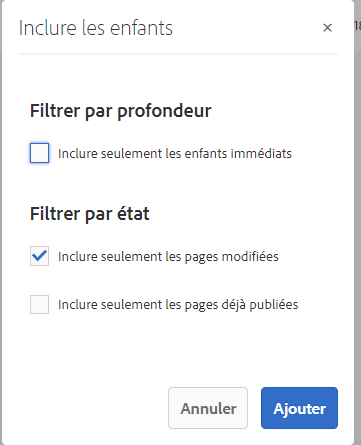 Inclure les enfants
Filtrer par profondeur
Inclure seulement les enfants immédiats
Filtrer par état
Inclure seulement les pages modifiées
Inclure seulement les pages déjà publiées
Annuler Ajouter